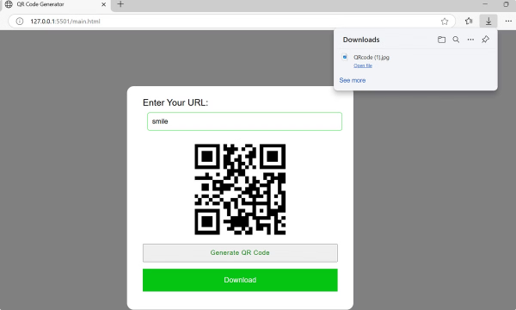 QR Code Generator
127.0.0.1:5501/main.html
Downloads
QRcode (1).jpg
Open file
See more
Enter Your URL:
smile
Generate QR Code
Download